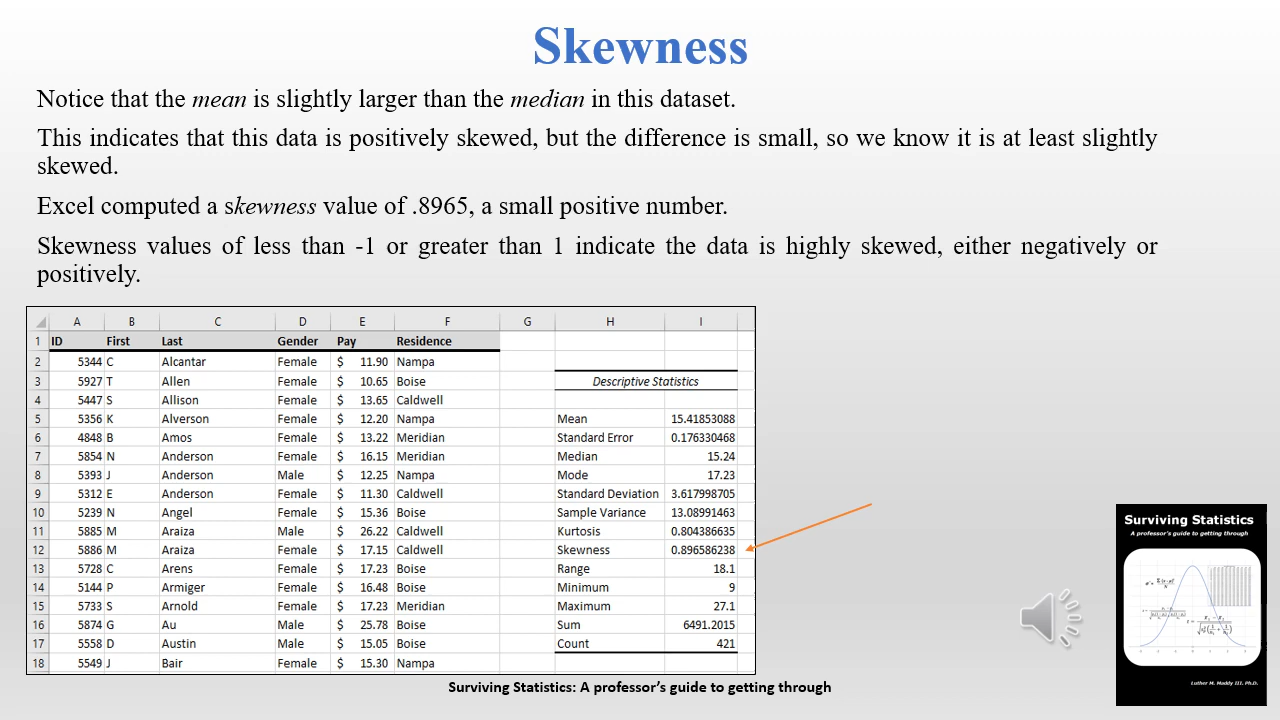 Skewness
Notice that the mean is slightly larger than the median in this dataset.
This indicates that this data is positively skewed, but the difference is small, so we know it is at least slightly
skewed.
Excel computed a skewness value of .8965, a small positive number.
Skewness values of less than -1 or greater than 1 indicate the data is highly skewed, either negatively or
positively.
A B C D E F G H I
1 ID First Last Gender Pay Residence
2 5344 C Alcantar Female $ 11.90 Nampa
3 5927 T Allen Female $ 10.65 Boise Descriptive Statistics
4 5447 S Allison Female $ 13.65 Caldwell
5 5356 K Alverson Female $ 12.20 Nampa Mean 15.41853088
6 4848 B Amos Female $ 13.22 Meridian Standard Error 0.176330468
7 5854 N Anderson Female $ 16.15 Meridian Median 15.24
8 5393 J Anderson Male $ 12.25 Nampa Mode 17.23
9 5312 E Anderson Female $ 11.30 Caldwell Standard Deviation 3.617998705
10 5239 N Angel Female $ 15.36 Boise Sample Variance 13.08991463
11 5885 M Araiza Male $ 26.22 Caldwell Kurtosis 0.804386635
12 5886 M Araiza Female $ 17.15 Caldwell Skewness 0.896586238
13 5728 C Arens Female $ 17.23 Boise Range 18.1
14 5144 P Armiger Female $ 16.48 Boise Minimum 9
15 5733 S Arnold Female $ 17.23 Meridian Maximum 27.1
16 5874 G Au Male $ 25.78 Boise Sum 6491.2015
17 5558 D Austin Male $ 15.05 Boise Count 421
18 5549 J Bair Female $ 15.30 Nampa
Surviving Statistics
A professor's guide to getting through
Luther M. Maddy III, Ph.D.
Surviving Statistics: A professor's guide to getting through